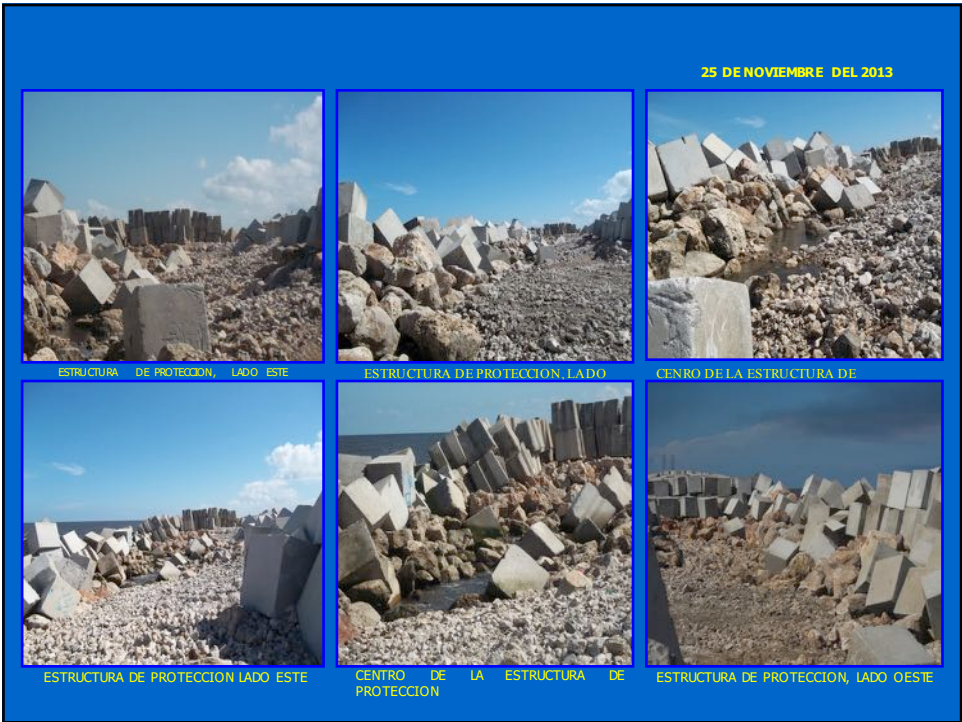 25 DE NOVIEMBRE DEL 2013
ESTRUCTURA DE PROTECCION, LADO ESTE
ESTRUCTURA DE PROTECCION, LADO
CENRO DE LA ESTRUCTURA DE
ESTRUCTURA DE PROTECCION LADO ESTE
CENTRO DE LA ESTRUCTURA DE
PROTECCION
ESTRUCTURA DE PROTECCION, LADO OESTE